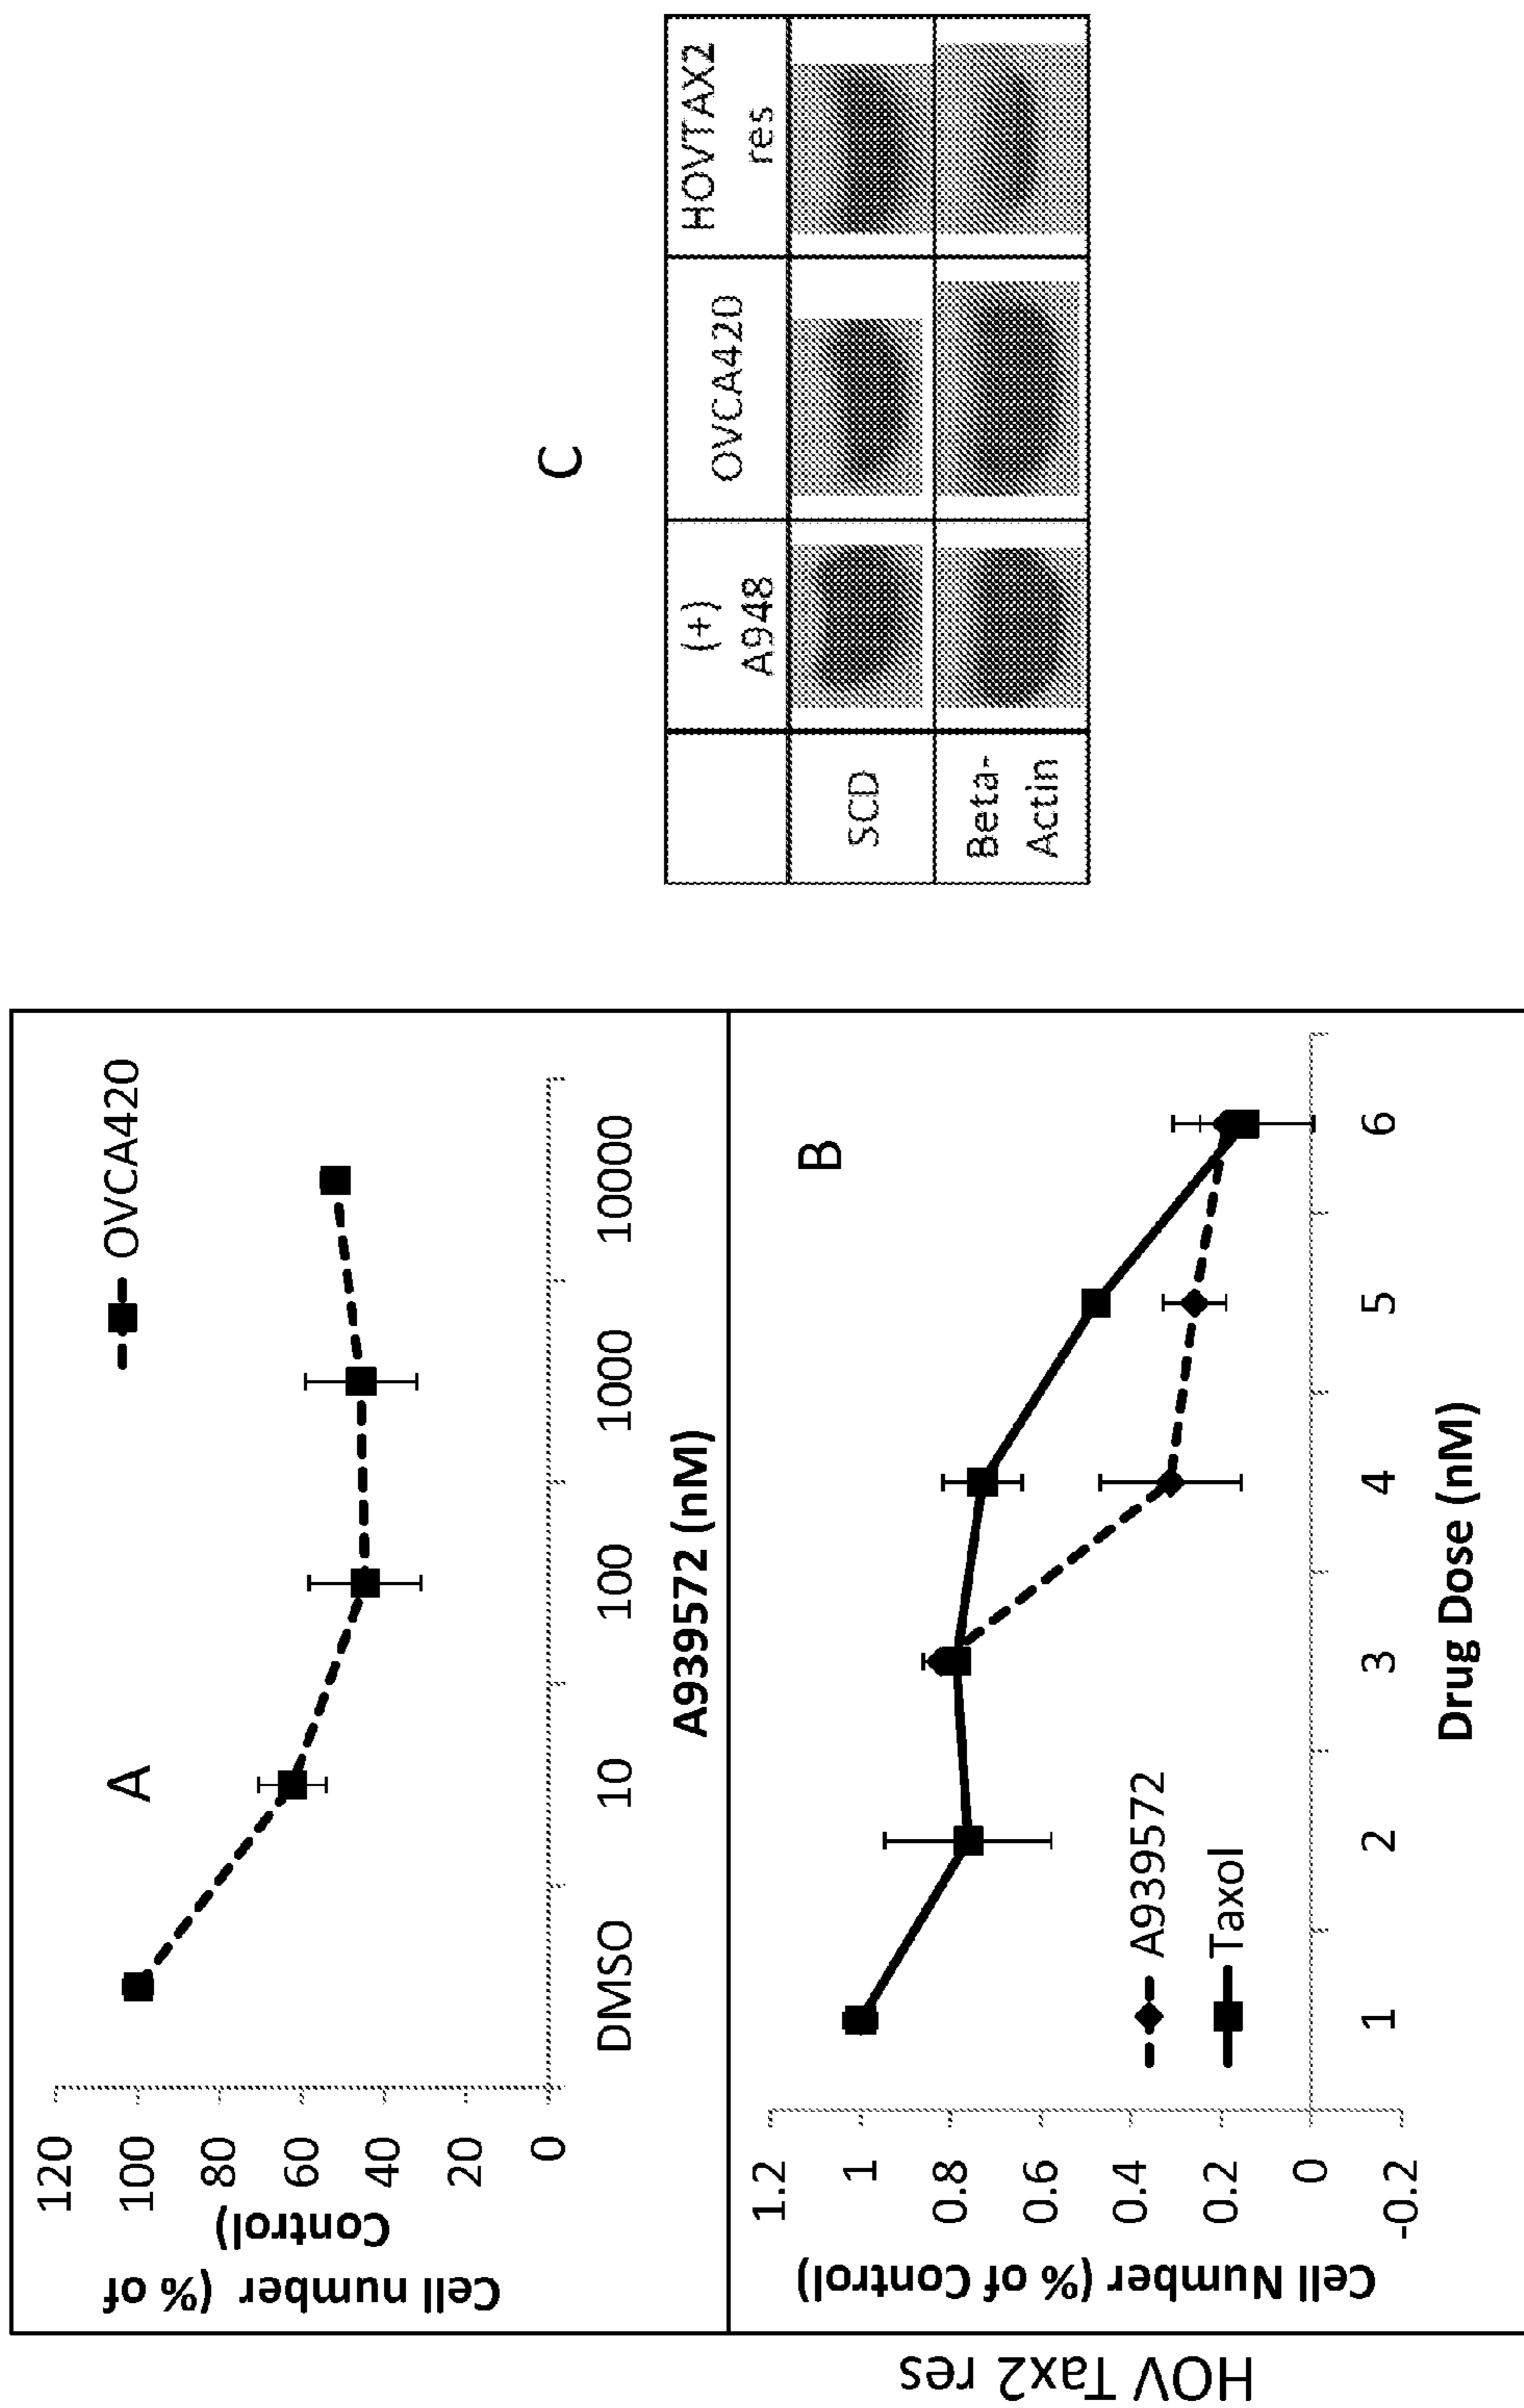 A
OVCA420
120
100
80
60
40
20
0
Cell number (% of
Control)
DMSO
10
100
1000
10000
A939572 (nM)
HOV Tax2 res
B
1.2
1
0.8
0.6
0.4
0.2
0
-0.2
Cell Number (% of Control)
A939572
Taxol
1
2
3
4
5
6
Drug Dose (nM)
C
(+)
A948
OVCA420
HOVTAX2
res
SCD
Beta-
Actin